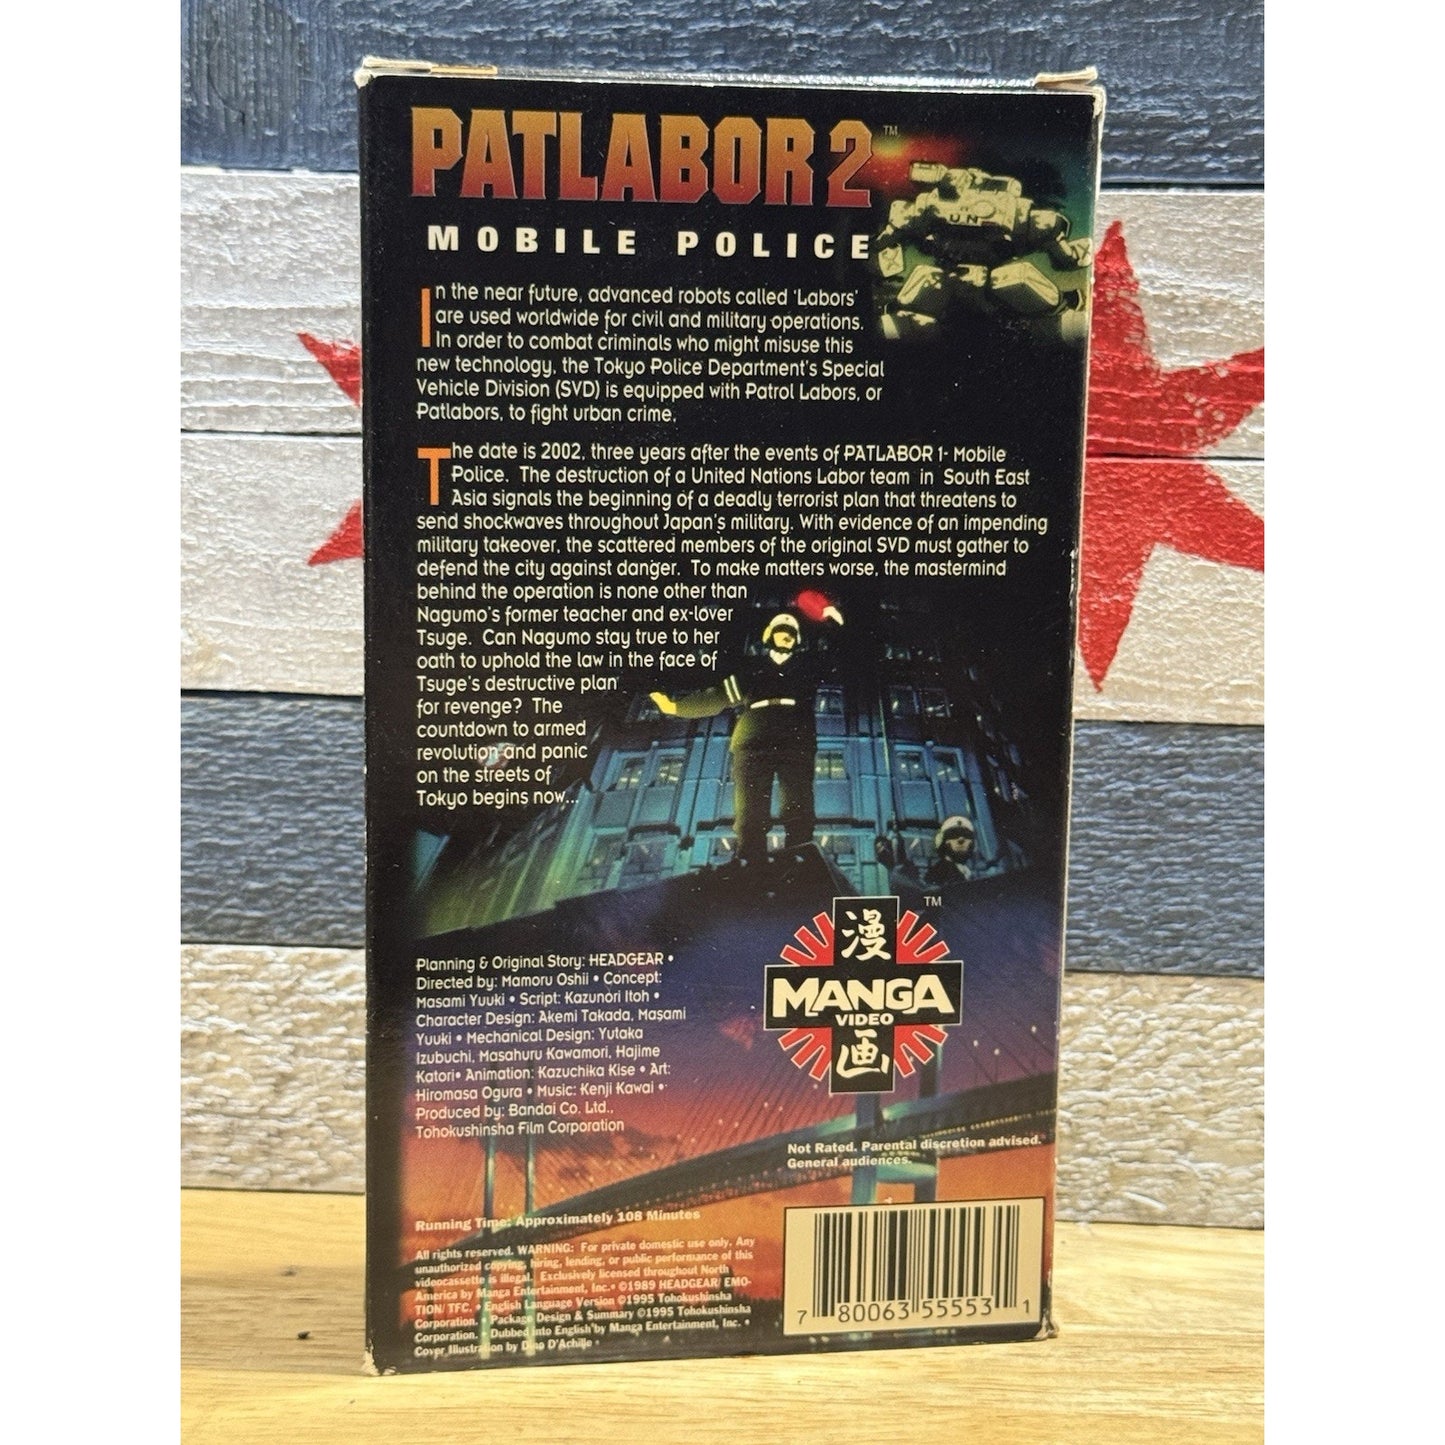 PATLABOR 2™
MOBILE POLICE
UN
In the near future, advanced robots called 'Labors'
are used worldwide for civil and military operations.
In order to combat criminals who might misuse this
new technology, the Tokyo Police Department's Special
Vehicle Division (SVD) is equipped with Patrol Labors, or
Patlabors, to fight urban crime.
The date is 2002, three years after the events of PATLABOR 1- Mobile
Police. The destruction of a United Nations Labor team in South East
Asia signals the beginning of a deadly terrorist plan that threatens to
send shockwaves throughout Japan's military. With evidence of an impending
military takeover, the scattered members of the original SVD must gather to
defend the city against danger. To make matters worse, the mastermind
behind the operation is none other than
Nagumo's former teacher and ex-lover
Tsuge. Can Nagumo stay true to her
oath to uphold the law in the face of
Tsuge's destructive plan
for revenge? The
countdown to armed
revolution and panic
on the streets of
Tokyo begins now...
漫 TM
MANGA
VIDEO
画
Planning & Original Story: HEADGEAR •
Directed by: Mamoru Oshii • Concept:
Masami Yuuki • Script: Kazunori Itoh •
Character Design: Akemi Takada, Masami
Yuuki • Mechanical Design: Yutaka
Izubuchi, Masahuru Kawamori, Hajime
Katori• Animation: Kazuchika Kise • Art:
Hiromasa Ogura • Music: Kenji Kawai •
Produced by: Bandai Co. Ltd.,
Tohokushinsha Film Corporation
Not Rated. Parental discretion advised.
General audiences.
Running Time: Approximately 108 Minutes
All rights reserved. WARNING: For private domestic use only. Any
unauthorized copying, hiring, lending, or public performance of this
videocassette is illegal. Exclusively licensed throughout North
America by Manga Entertainment, Inc.• ©1989 HEADGEAR/ EMO-
TION/ TFC. • English Language Version ©1995 Tohokushinsha
Corporation. Package Design & Summary ©1995 Tohokushinsha
Corporation. Dubbed into English by Manga Entertainment, Inc. •
Cover Illustration by Dino D'Achille •
7 80063 55553 1